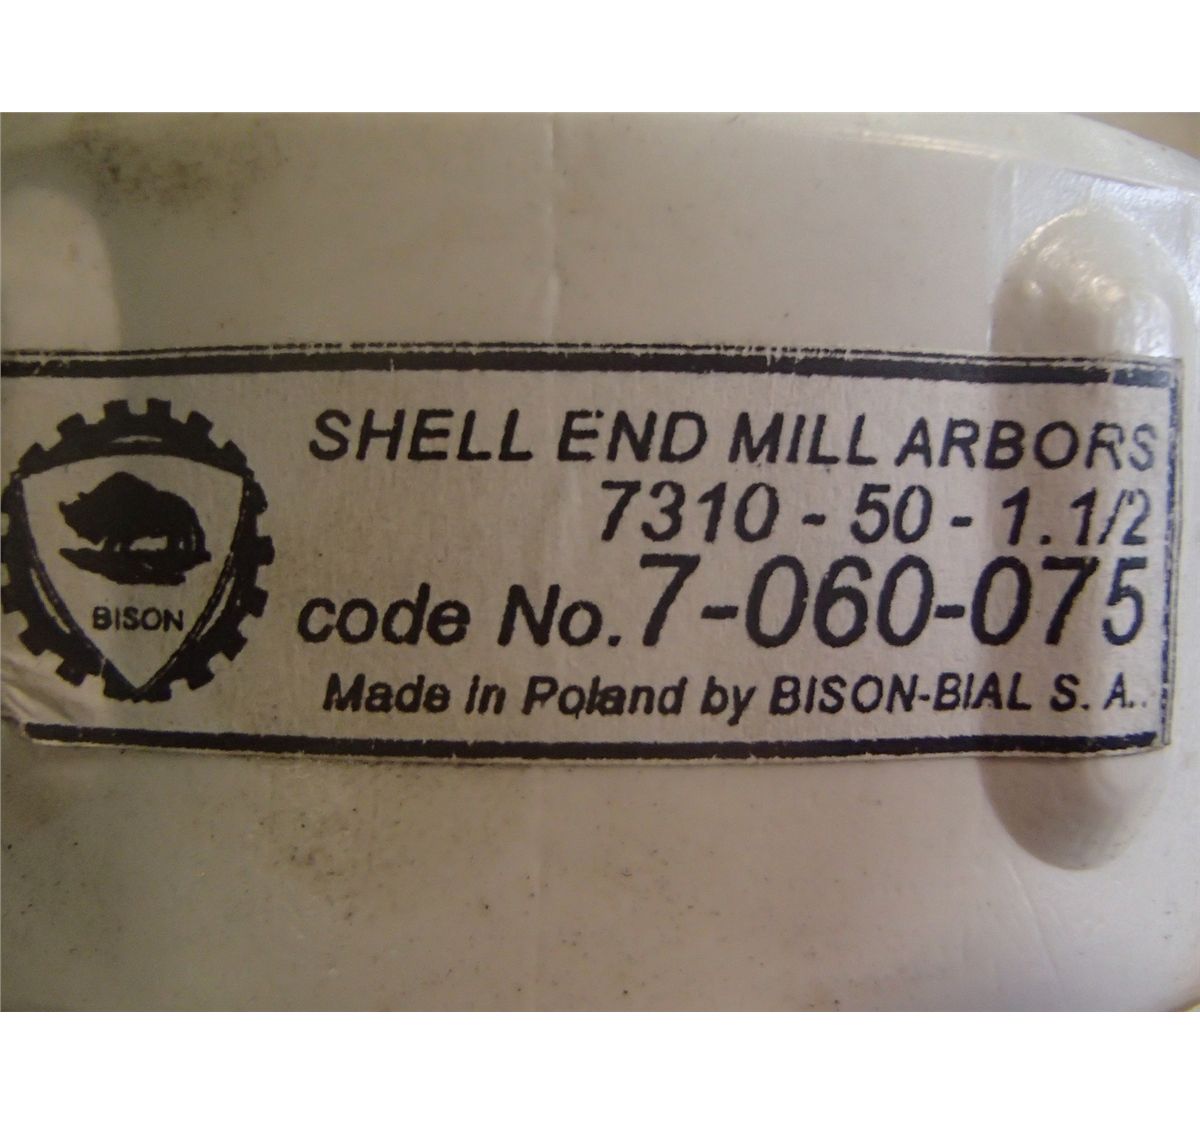 SHELL END MILL ARBORS
7310 - 50 - 1.1/2
code No. 7-060-075
Made in Poland by BISON-BIAL S. A..
BISON